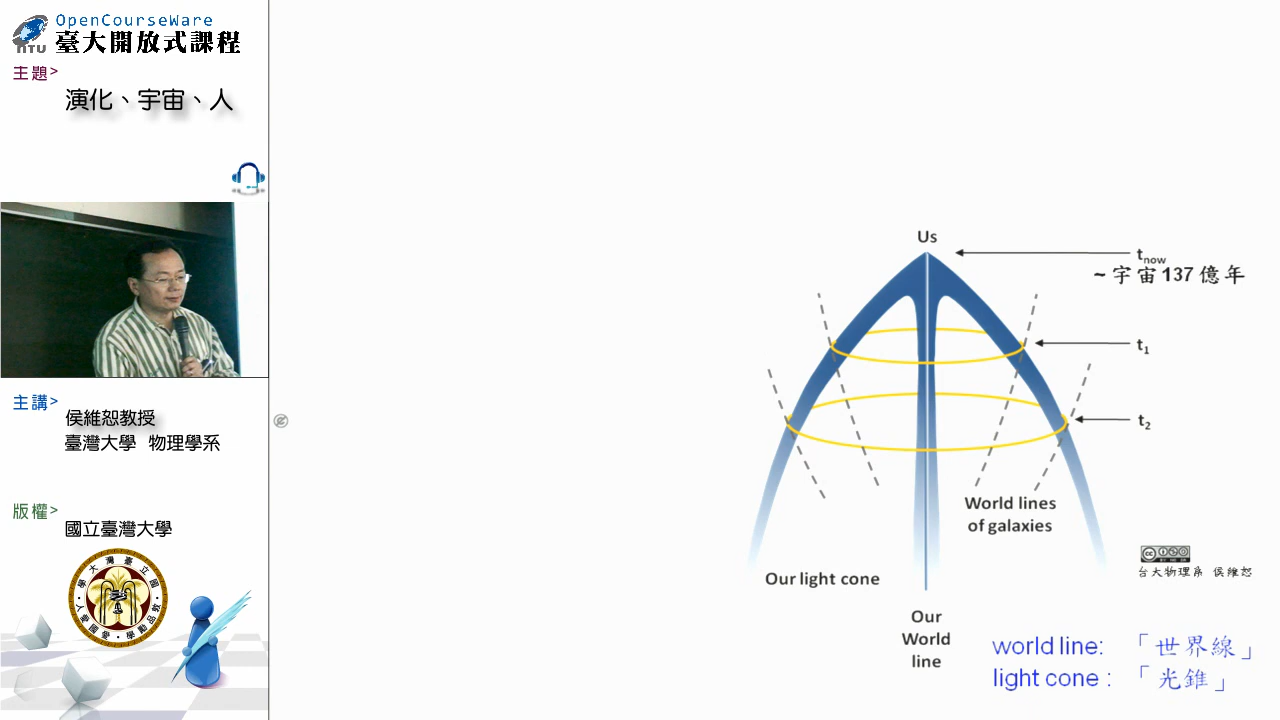 OpenCourseWare
NTU 臺大開放式課程
主題>
演化、宇宙、人
主講>
侯維恕教授
臺灣大學 物理學系
版權>
國立臺灣大學
Us
tnow
~宇宙137億年
t1
t2
World lines
of galaxies
Our light cone
Our
World
line
台大物理系 侯維恕
world line: 「世界線」
light cone : 「光錐」